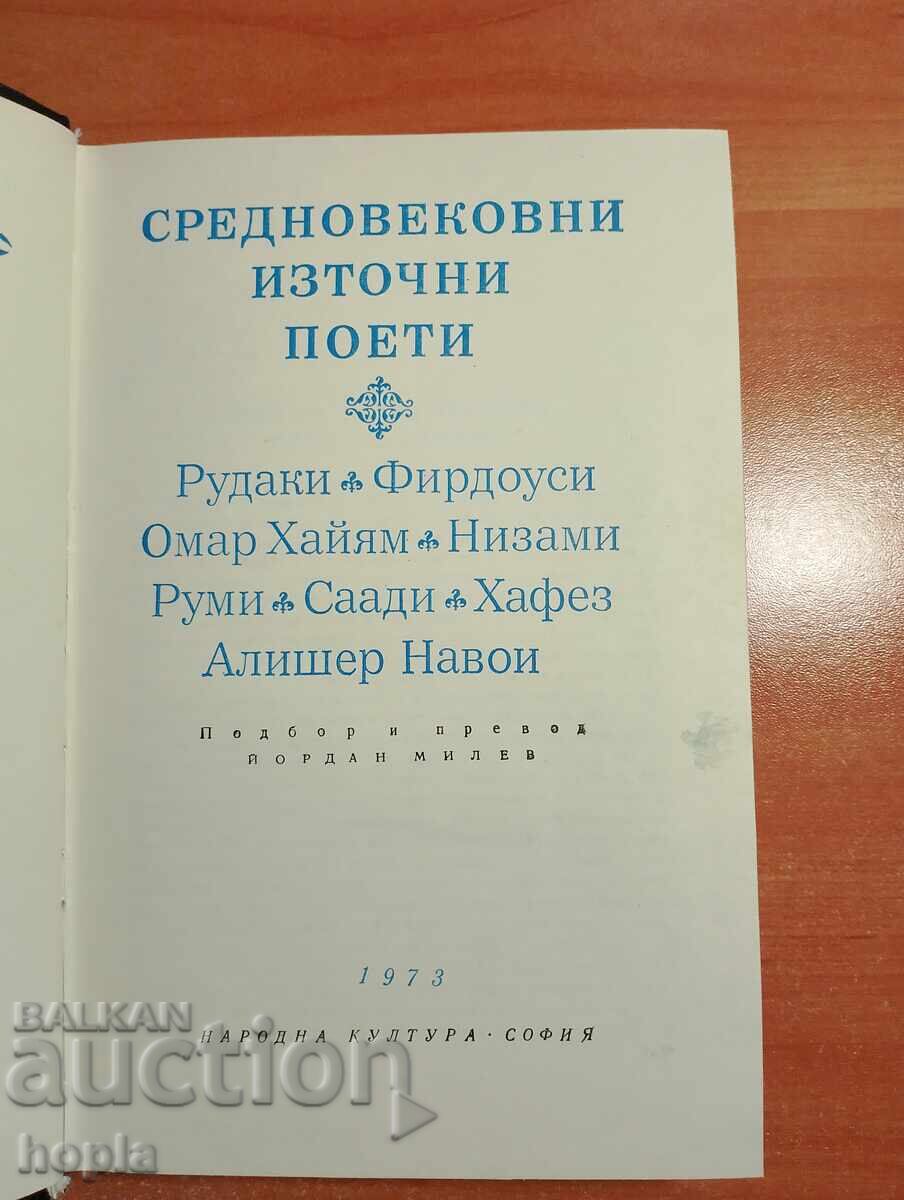 СРЕДНОВЕКОВНИ
ИЗТОЧНИ
ПОЕТИ
Рудаки Фирдоуси
Омар Хайям Низами
Руми Саади Хафез
Алишер Навои
Подбор и превод
ЙОРДАН МИЛЕВ
1973
НАРОДНА КУЛТУРА · СОФИЯ
BALKAN
auction
hopla